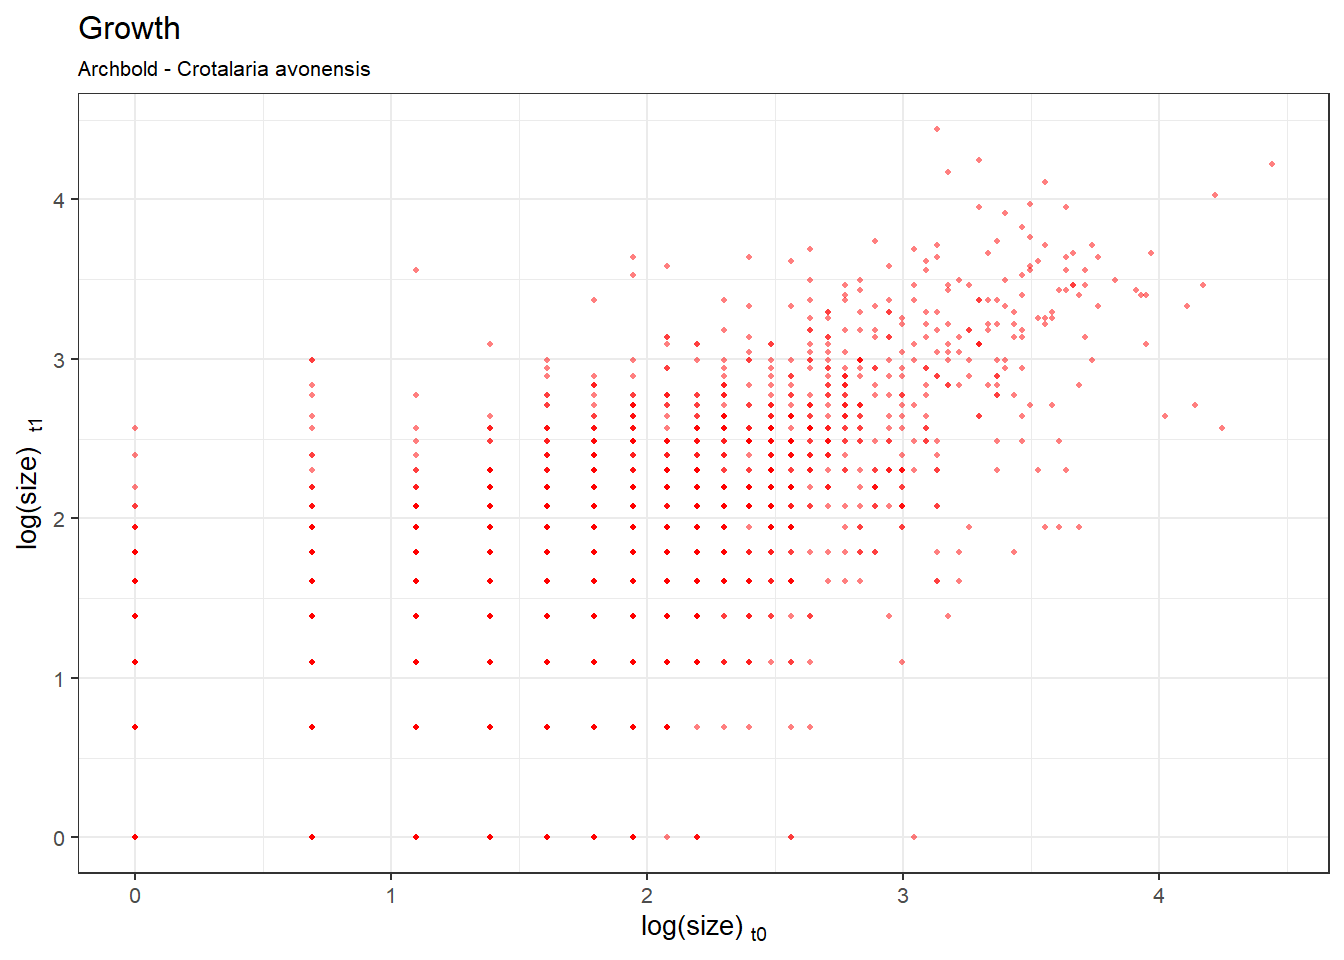 Growth
Archbold - Crotalaria avonensis
4
3
2
1
0
log(size) t1
0 1 2 3 4
log(size) t0